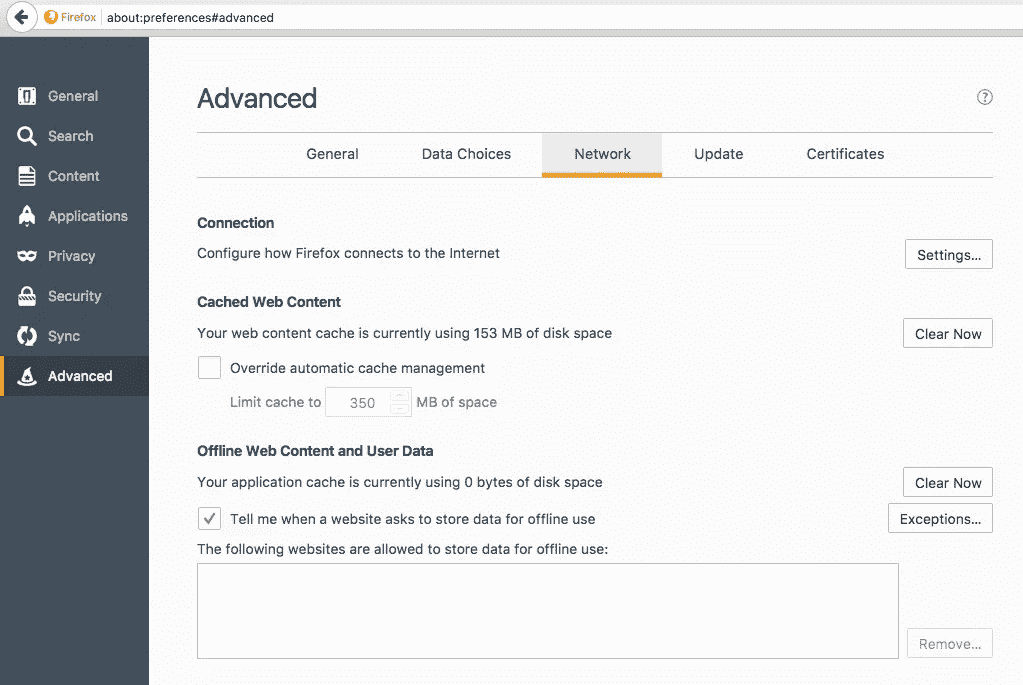 Firefox about:preferences#advanced
General
Search
Content
Applications
Privacy
Security
Sync
Advanced
Advanced
?
General Data Choices Network Update Certificates
Connection
Configure how Firefox connects to the Internet Settings...
Cached Web Content
Your web content cache is currently using 153 MB of disk space Clear Now
Override automatic cache management
Limit cache to 350 MB of space
Offline Web Content and User Data
Your application cache is currently using 0 bytes of disk space Clear Now
Tell me when a website asks to store data for offline use Exceptions...
The following websites are allowed to store data for offline use:
Remove...